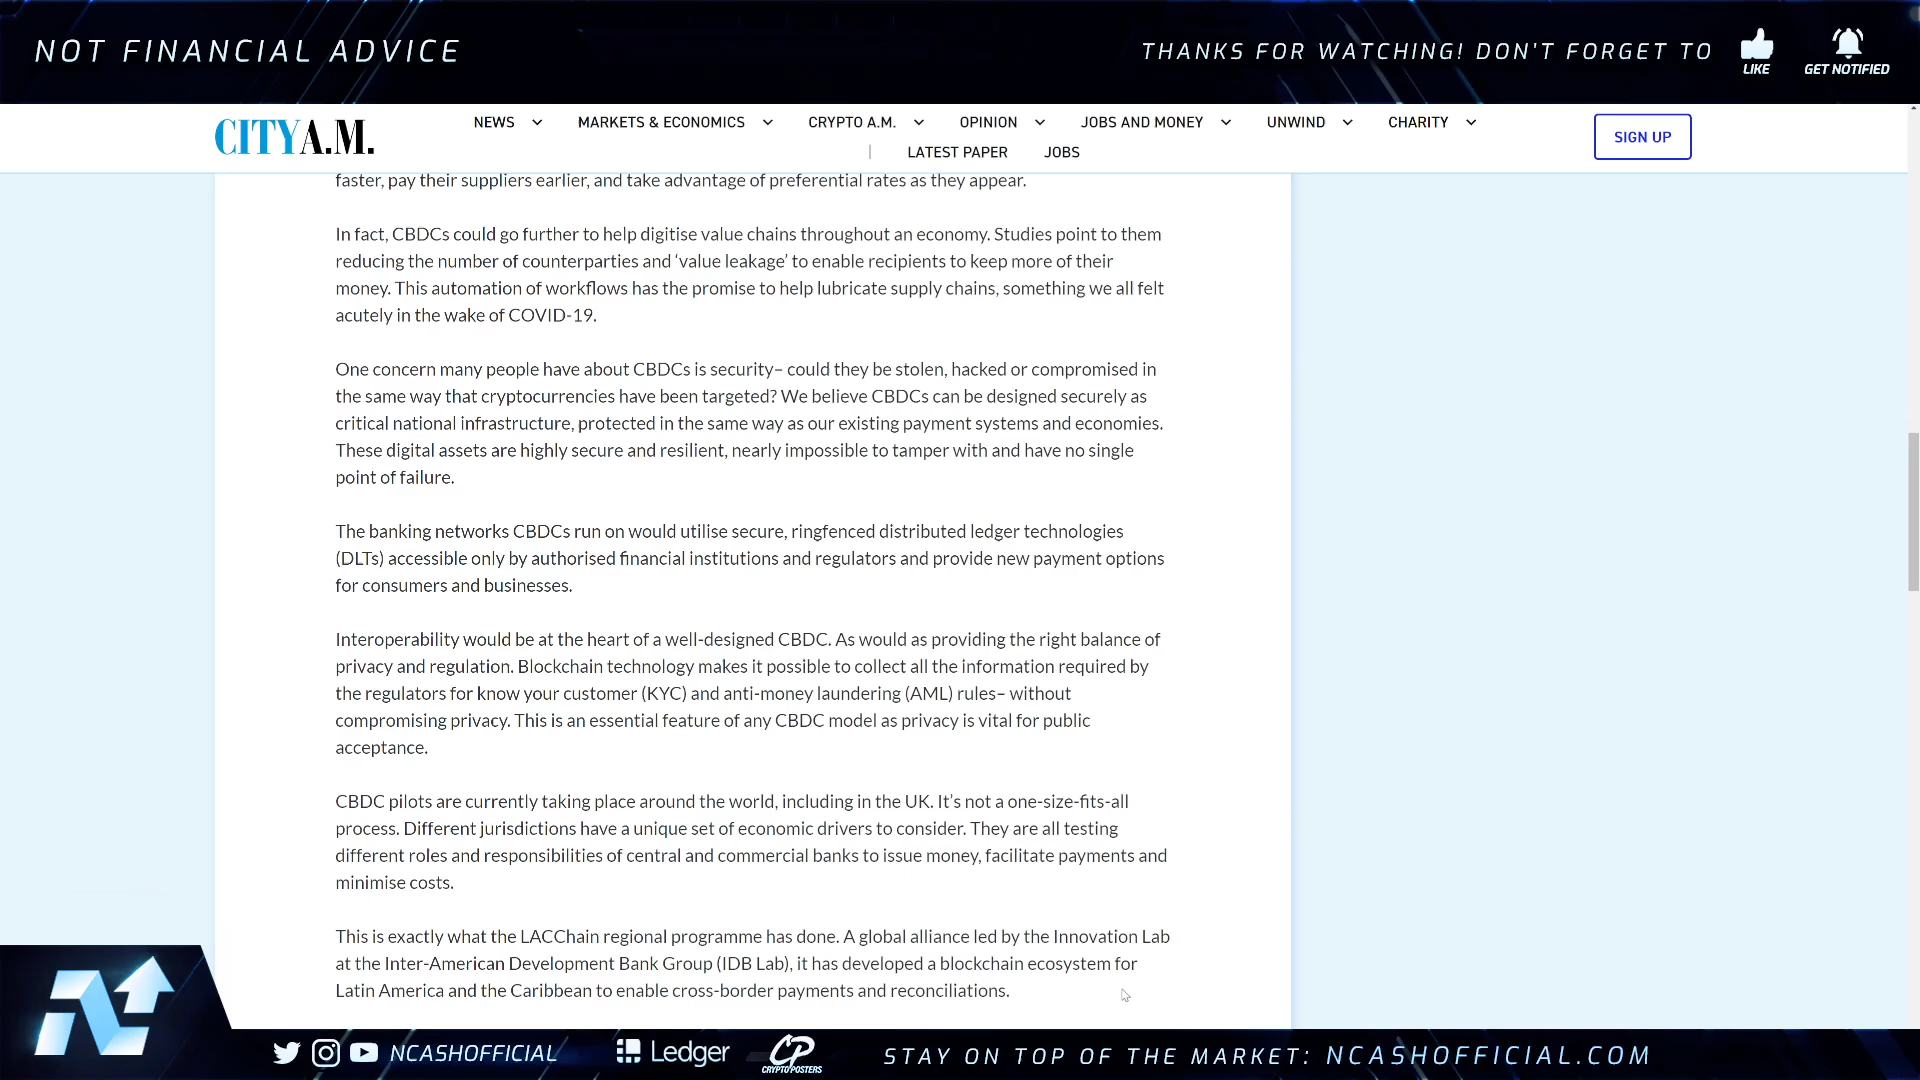 NOT FINANCIAL ADVICE
THANKS FOR WATCHING! DON'T FORGET TO
LIKE
GET NOTIFIED
CITY A.M.
NEWS
MARKETS & ECONOMICS
CRYPTO A.M.
OPINION
JOBS AND MONEY
UNWIND
CHARITY
| LATEST PAPER
JOBS
SIGN UP
faster, pay their suppliers earlier, and take advantage of preferential rates as they appear.
In fact, CBDCs could go further to help digitise value chains throughout an economy. Studies point to them
reducing the number of counterparties and ‘value leakage’ to enable recipients to keep more of their
money. This automation of workflows has the promise to help lubricate supply chains, something we all felt
acutely in the wake of COVID-19.
One concern many people have about CBDCs is security– could they be stolen, hacked or compromised in
the same way that cryptocurrencies have been targeted? We believe CBDCs can be designed securely as
critical national infrastructure, protected in the same way as our existing payment systems and economies.
These digital assets are highly secure and resilient, nearly impossible to tamper with and have no single
point of failure.
The banking networks CBDCs run on would utilise secure, ringfenced distributed ledger technologies
(DLTs) accessible only by authorised financial institutions and regulators and provide new payment options
for consumers and businesses.
Interoperability would be at the heart of a well-designed CBDC. As would as providing the right balance of
privacy and regulation. Blockchain technology makes it possible to collect all the information required by
the regulators for know your customer (KYC) and anti-money laundering (AML) rules– without
compromising privacy. This is an essential feature of any CBDC model as privacy is vital for public
acceptance.
CBDC pilots are currently taking place around the world, including in the UK. It’s not a one-size-fits-all
process. Different jurisdictions have a unique set of economic drivers to consider. They are all testing
different roles and responsibilities of central and commercial banks to issue money, facilitate payments and
minimise costs.
This is exactly what the LACChain regional programme has done. A global alliance led by the Innovation Lab
at the Inter-American Development Bank Group (IDB Lab), it has developed a blockchain ecosystem for
Latin America and the Caribbean to enable cross-border payments and reconciliations.
NCASHOFFICIAL
Ledger
CP
CRYPTOPOSTERS
STAY ON TOP OF THE MARKET: NCASHOFFICIAL.COM